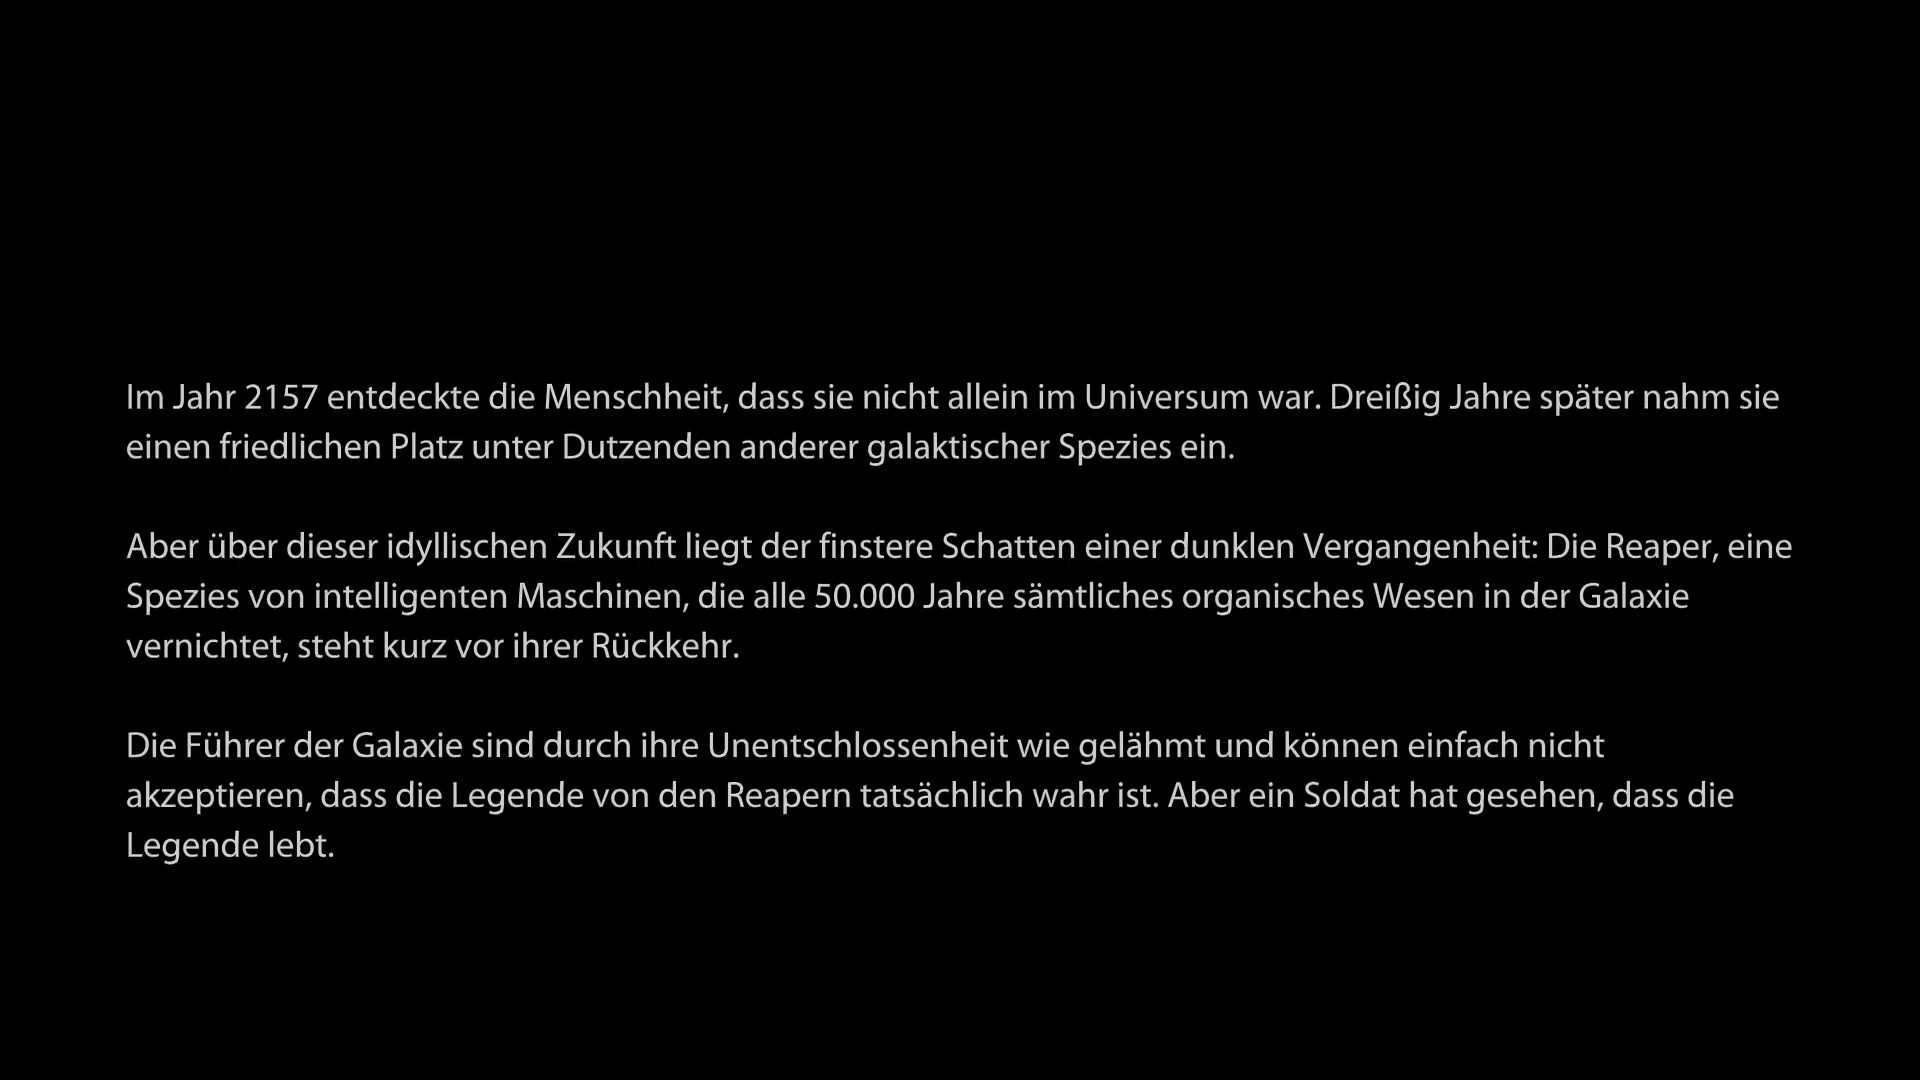 Im Jahr 2157 entdeckte die Menschheit, dass sie nicht allein im Universum war. Dreißig Jahre später nahm sie
einen friedlichen Platz unter Dutzenden anderer galaktischer Spezies ein.
Aber über dieser idyllischen Zukunft liegt der finstere Schatten einer dunklen Vergangenheit: Die Reaper, eine
Spezies von intelligenten Maschinen, die alle 50.000 Jahre sämtliches organisches Wesen in der Galaxie
vernichtet, steht kurz vor ihrer Rückkehr.
Die Führer der Galaxie sind durch ihre Unentschlossenheit wie gelähmt und können einfach nicht
akzeptieren, dass die Legende von den Reapern tatsächlich wahr ist. Aber ein Soldat hat gesehen, dass die
Legende lebt.